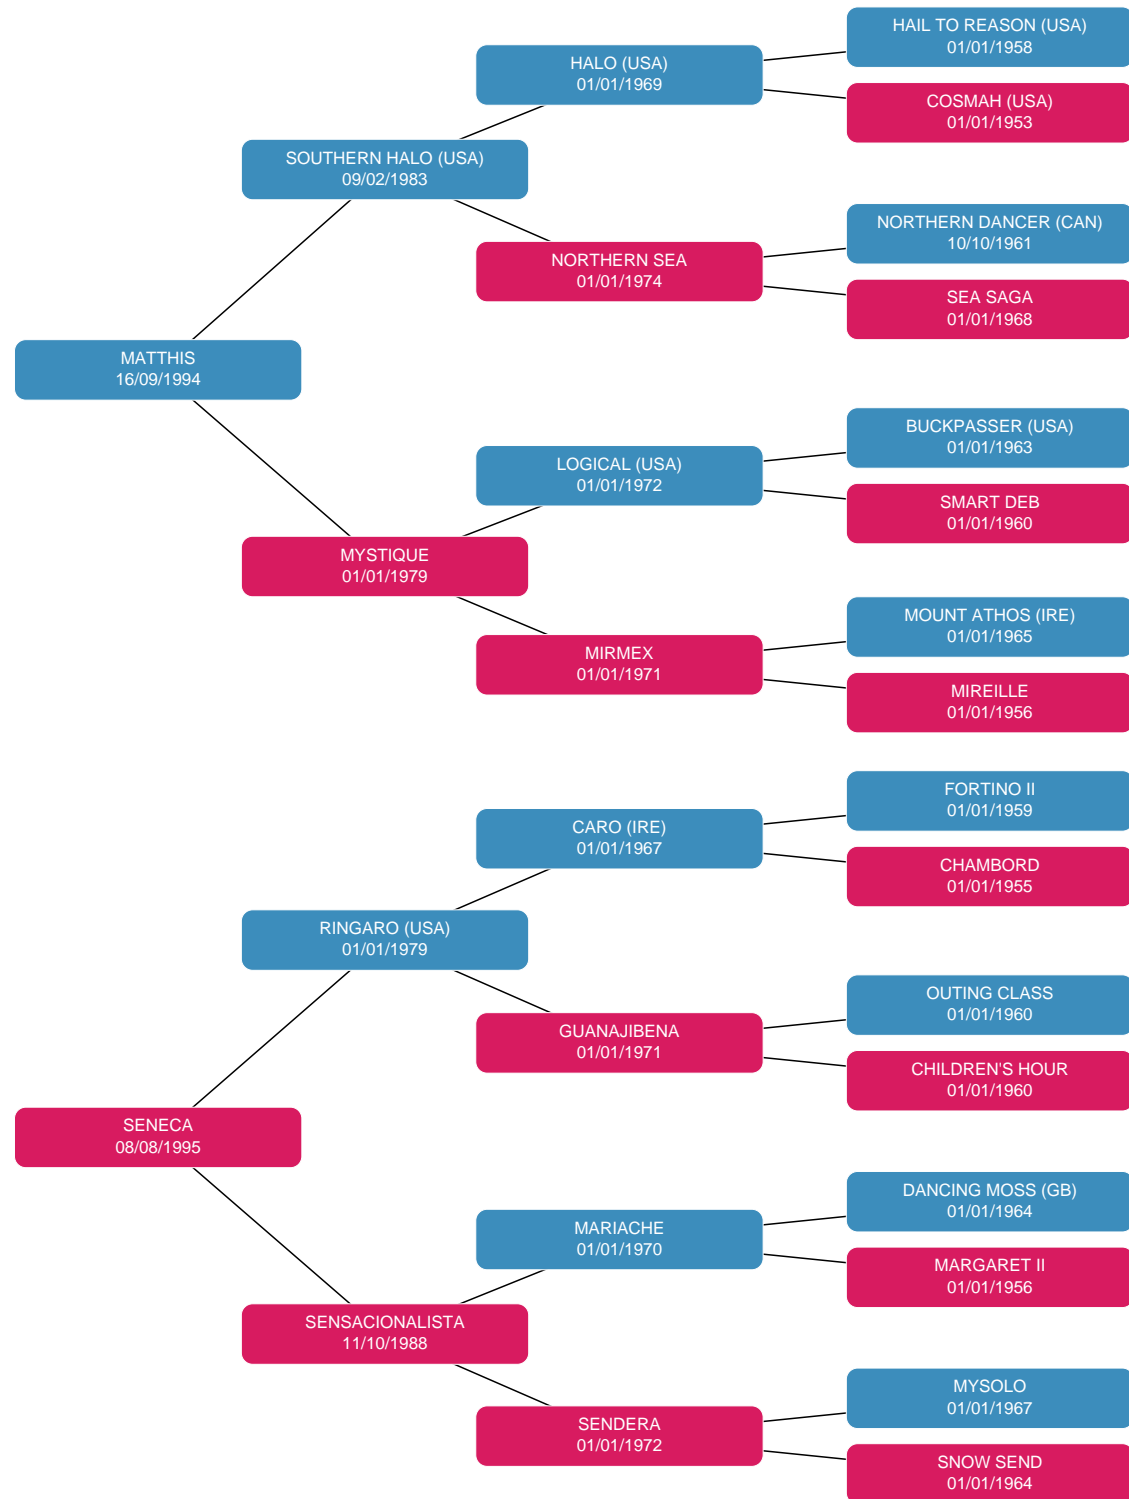 HAIL TO REASON (USA)
01/01/1958
HALO (USA)
01/01/1969
COSMAH (USA)
01/01/1953
SOUTHERN HALO (USA)
09/02/1983
NORTHERN DANCER (CAN)
10/10/1961
NORTHERN SEA
01/01/1974
SEA SAGA
01/01/1968
MATTHIS
16/09/1994
BUCKPASSER (USA)
01/01/1963
LOGICAL (USA)
01/01/1972
SMART DEB
01/01/1960
MYSTIQUE
01/01/1979
MOUNT ATHOS (IRE)
01/01/1965
MIRMEX
01/01/1971
MIREILLE
01/01/1956
FORTINO II
01/01/1959
CARO (IRE)
01/01/1967
CHAMBORD
01/01/1955
RINGARO (USA)
01/01/1979
OUTING CLASS
01/01/1960
GUANAJIBENA
01/01/1971
CHILDREN'S HOUR
01/01/1960
SENECA
08/08/1995
DANCING MOSS (GB)
01/01/1964
MARIACHE
01/01/1970
MARGARET II
01/01/1956
SENSACIONALISTA
11/10/1988
MYSOLO
01/01/1967
SENDERA
01/01/1972
SNOW SEND
01/01/1964